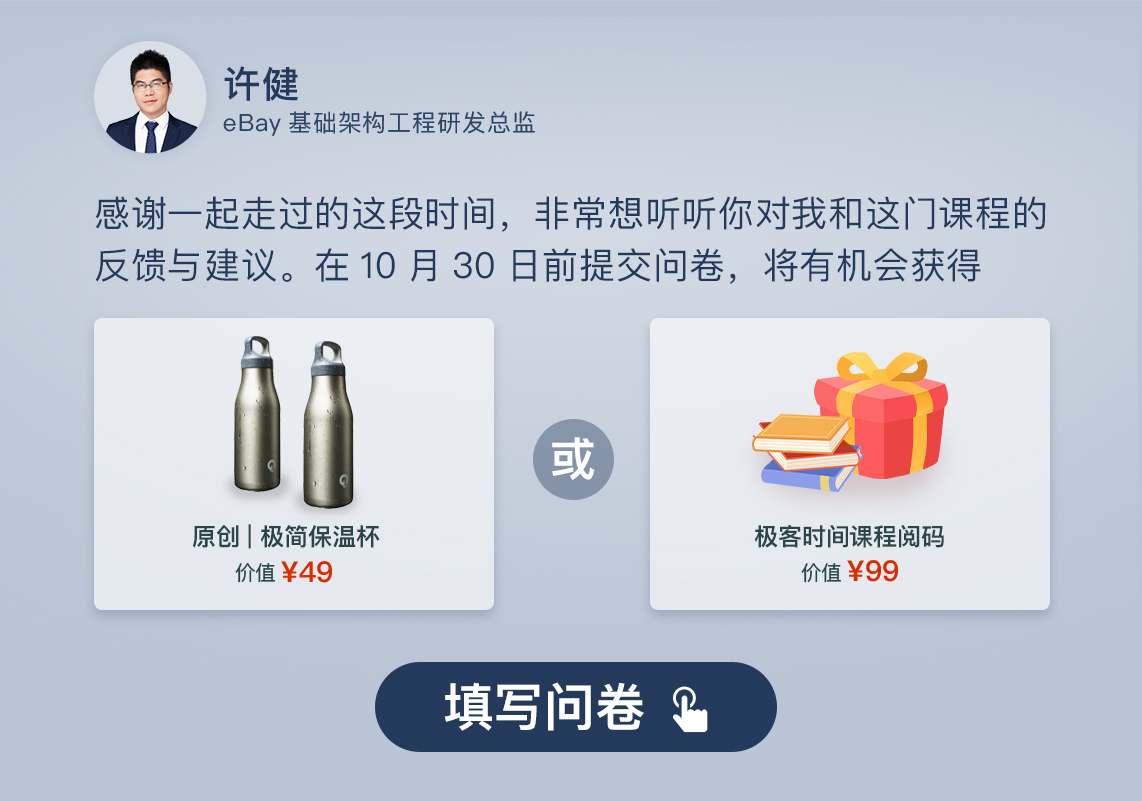 许健
eBay 基础架构工程研发总监
感谢一起走过的这段时间，非常想听听你对我和这门课程的
反馈与建议。在 10 月 30 日前提交问卷，将有机会获得
原创 | 极简保温杯
价值 ¥49
或
极客时间课程阅码
价值 ¥99
填写问卷